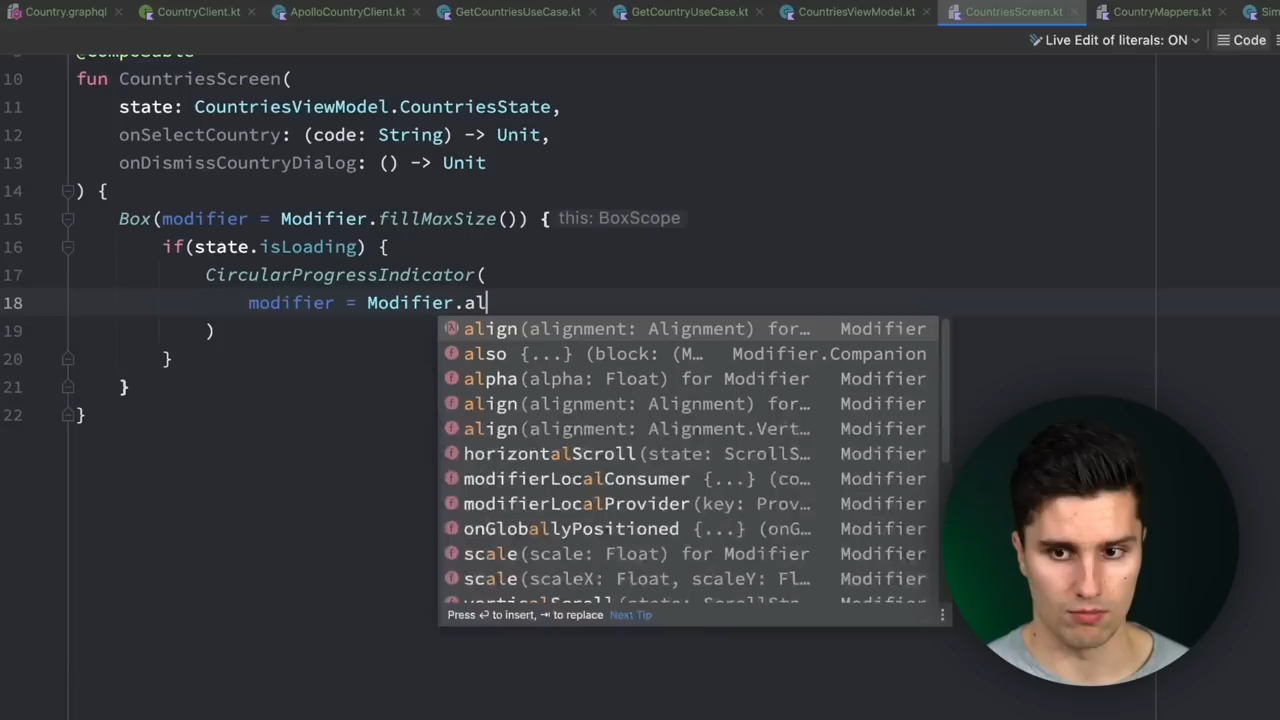 Country.graphql CountryClient.kt ApolloCountryClient.kt GetCountriesUseCase.kt GetCountryUseCase.kt CountriesViewModel.kt CountriesScreen.kt CountryMappers.kt
Live Edit of literals: ON Code
@Composable
10 fun CountriesScreen(
11 state: CountriesViewModel.CountriesState,
12 onSelectCountry: (code: String) -> Unit,
13 onDismissCountryDialog: () -> Unit
14 ) {
15 Box(modifier = Modifier.fillMaxSize()) { this: BoxScope
16 if(state.isLoading) {
17 CircularProgressIndicator(
18 modifier = Modifier.al
19 )
20 }
21 }
22 }
align(alignment: Alignment) for… Modifier
also {...} (block: (M… Modifier.Companion
alpha(alpha: Float) for Modifier Modifier
align(alignment: Alignment) for… Modifier
align(alignment: Alignment.Vert… Modifier
horizontalScroll(state: ScrollS… Modifier
modifierLocalConsumer {...} (co… Modifier
modifierLocalProvider(key: Prov… Modifier
onGloballyPositioned {...} (onG… Modifier
scale(scale: Float) for Modifier Modifier
scale(scaleX: Float, scaleY: Fl… Modifier
verticalScroll(state: ScrollSta… Modifier
Press ⏎ to insert, ⇥ to replace Next Tip